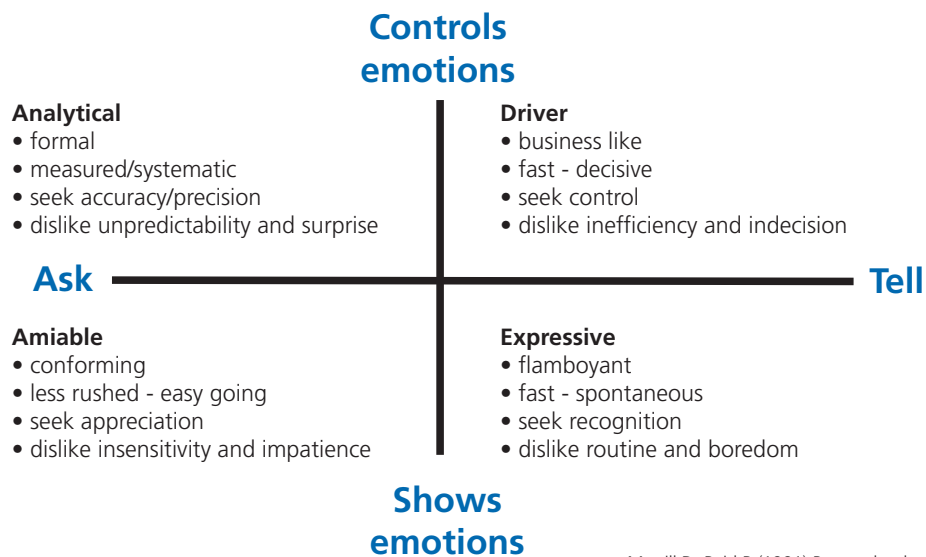 Controls
emotions
Analytical
• formal
• measured/systematic
• seek accuracy/precision
• dislike unpredictability and surprise
Driver
• business like
• fast - decisive
• seek control
• dislike inefficiency and indecision
Ask
Tell
Amiable
• conforming
• less rushed - easy going
• seek appreciation
• dislike insensitivity and impatience
Expressive
• flamboyant
• fast - spontaneous
• seek recognition
• dislike routine and boredom
Shows
emotions